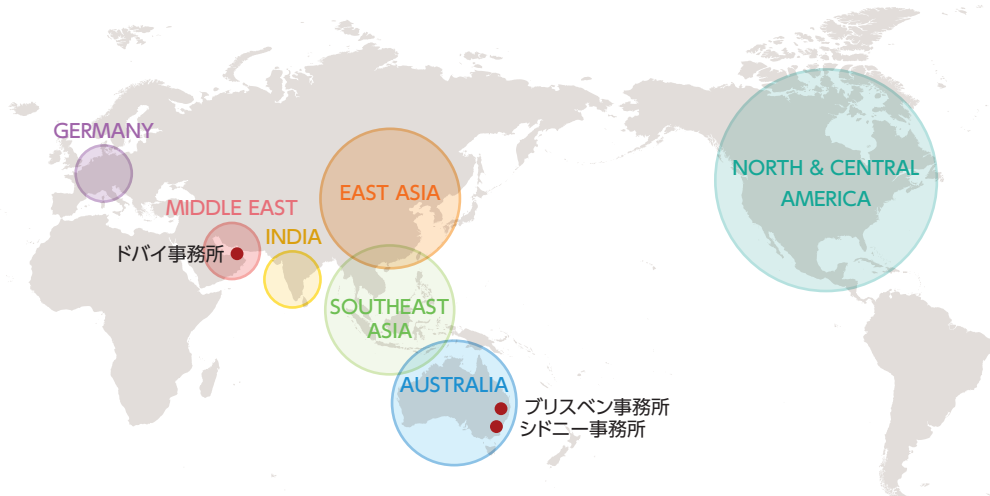 GERMANY
MIDDLE EAST
ドバイ事務所
INDIA
EAST ASIA
SOUTHEAST
ASIA
AUSTRALIA
ブリスベン事務所
シドニー事務所
NORTH & CENTRAL
AMERICA